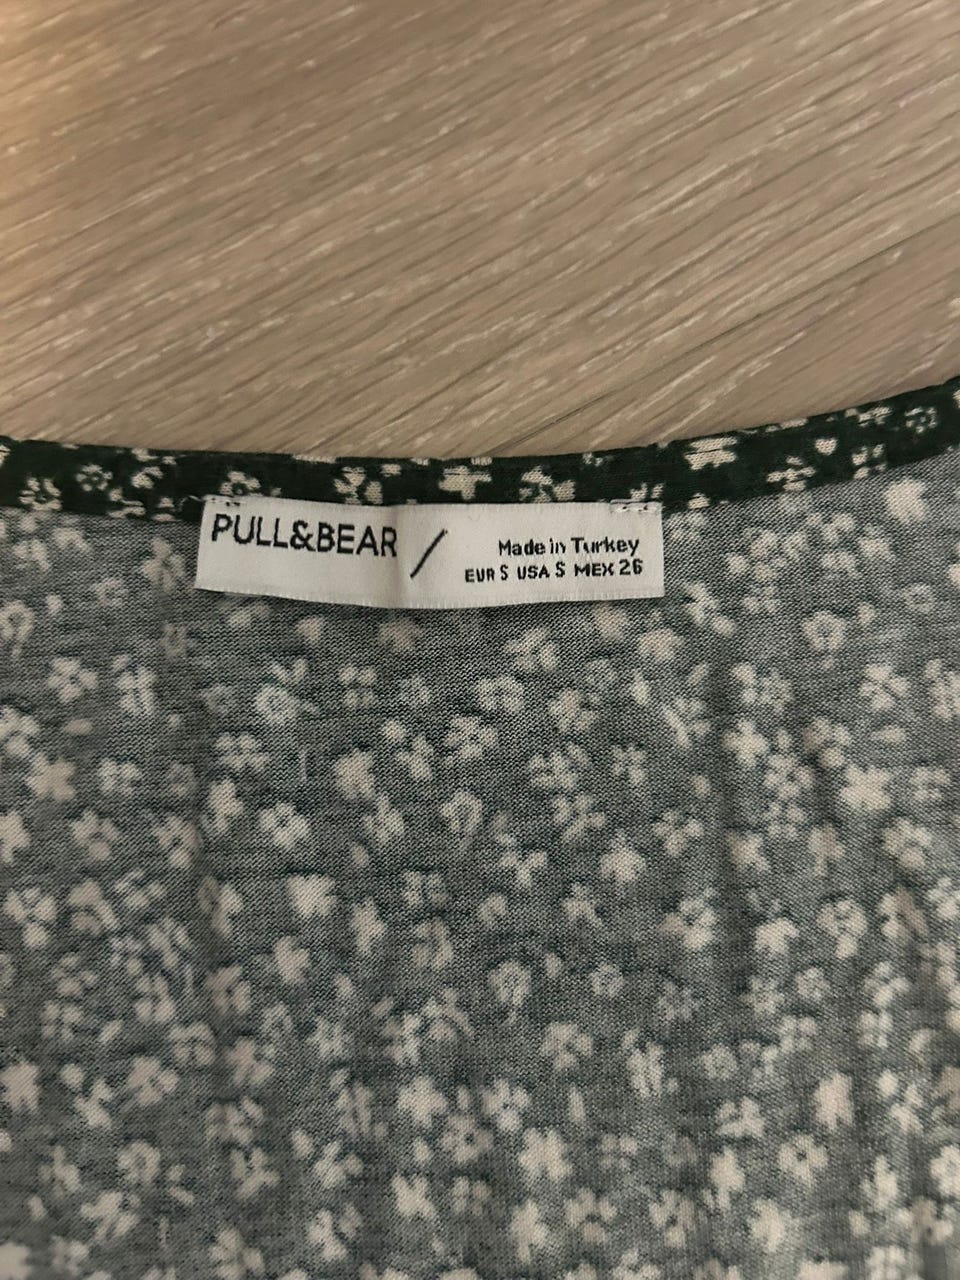 PULL&BEAR /
Made in Turkey
EUR S USA S MEX 26